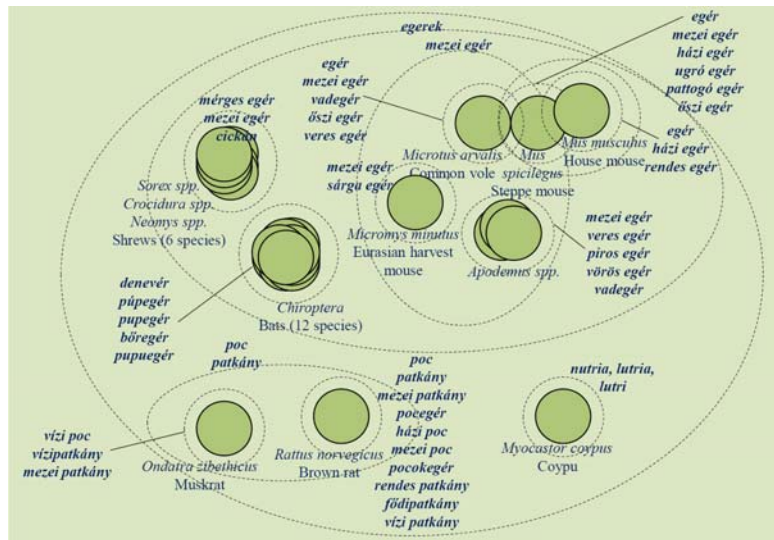 egerek
mezei egér
egér
mezei egér
házi egér
ugró egér
pattogó egér
őszi egér
egér
mezei egér
vadegér
őszi egér
veres egér
mérges egér
mezei egér
cickán
Mus musculus
House mouse
egér
házi egér
rendes egér
Microtus arvalis
Common vole
Mus
spicilegus
Steppe mouse
mezei egér
sárga egér
Sorex spp.
Crocidura spp.
Neomys spp.
Shrews (6 species)
Micromys minutus
Eurasian harvest
mouse
Apodemus spp.
mezei egér
veres egér
piros egér
vörös egér
vadegér
denevér
púpegér
pupegér
bőregér
pupuegér
Chiroptera
Bats (12 species)
poc
patkány
poc
patkány
mezei patkány
pocegér
házi poc
mezei poc
pocokegér
rendes patkány
fődipatkány
vízi patkány
nutria, lutria,
lutri
vízi poc
vízipatkány
mezei patkány
Ondatra zibethicus
Muskrat
Rattus norvegicus
Brown rat
Myocastor coypus
Coypu